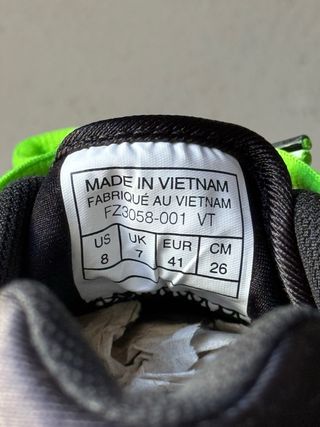 MADE IN VIETNAM
FABRIQUÉ AU VIETNAM
FZ3058-001 VT
US UK EUR CM
8 7 41 26